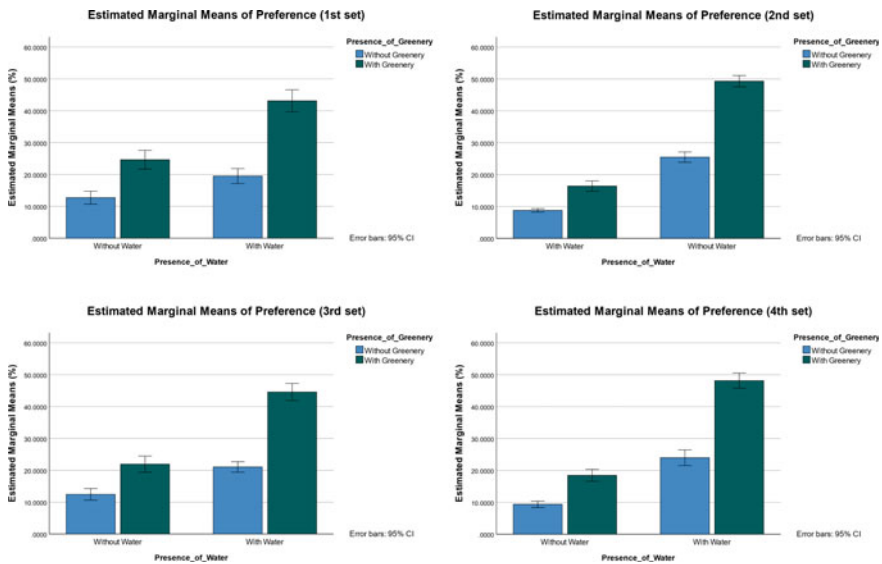 Estimated Marginal Means of Preference (1st set)
Estimated Marginal Means (%)
60.0000
50.0000
40.0000
30.0000
20.0000
10.0000
.0000
Without Water
With Water
Presence_of_Water
Presence_of_Greenery
Without Greenery
With Greenery
Error bars: 95% CI
Estimated Marginal Means of Preference (2nd set)
Estimated Marginal Means (%)
60.0000
50.0000
40.0000
30.0000
20.0000
10.0000
.0000
With Water
Without Water
Presence_of_Water
Presence_of_Greenery
Without Greenery
With Greenery
Error bars: 95% CI
Estimated Marginal Means of Preference (3rd set)
Estimated Marginal Means (%)
60.0000
50.0000
40.0000
30.0000
20.0000
10.0000
.0000
Without Water
With Water
Presence_of_Water
Presence_of_Greenery
Without Greenery
With Greenery
Error bars: 95% CI
Estimated Marginal Means of Preference (4th set)
Estimated Marginal Means (%)
60.0000
50.0000
40.0000
30.0000
20.0000
10.0000
.0000
Without Water
With Water
Presence_of_Water
Presence_of_Greenery
Without Greenery
With Greenery
Error bars: 95% CI